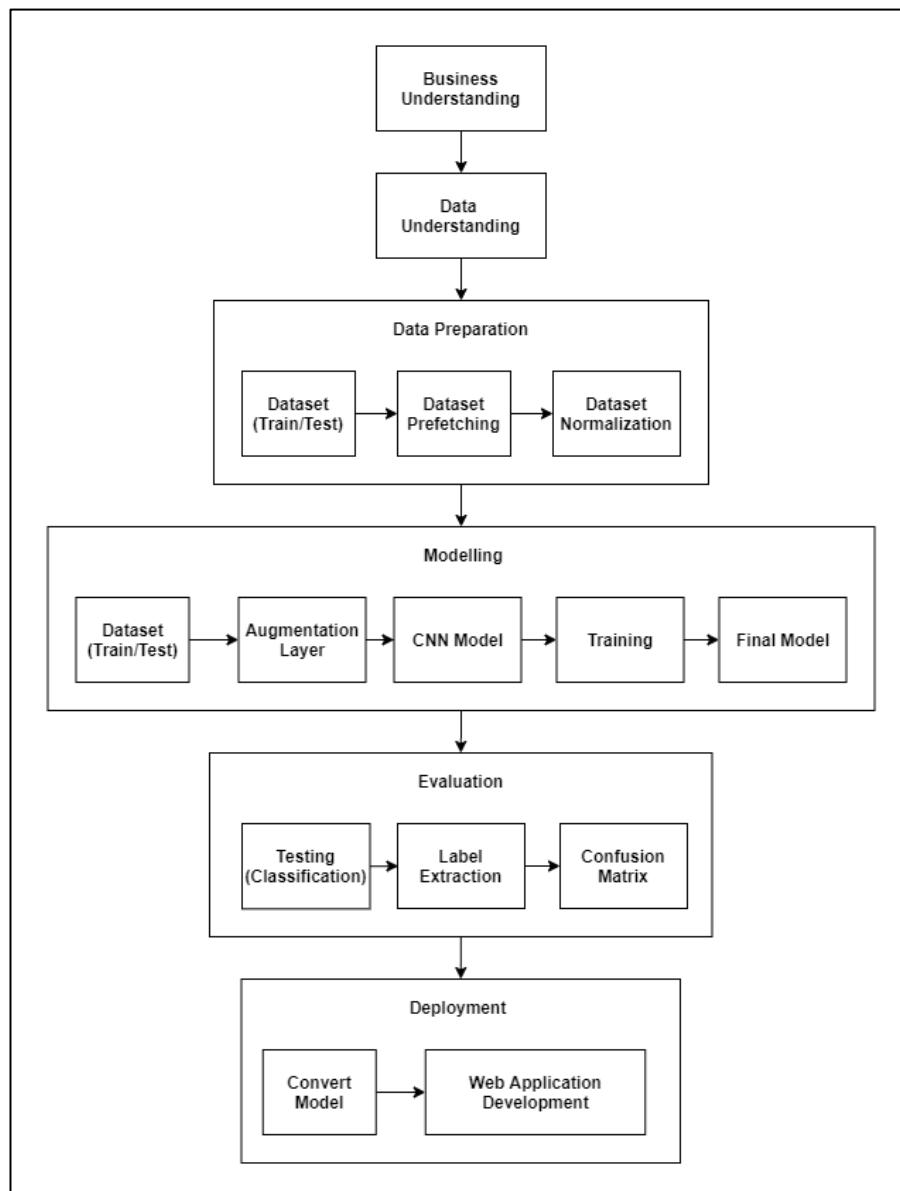 Business
Understanding
Data
Understanding
Data Preparation
Dataset
(Train/Test)
Dataset
Prefetching
Dataset
Normalization
Modelling
Dataset
(Train/Test)
Augmentation
Layer
CNN Model
Training
Final Model
Evaluation
Testing
(Classification)
Label
Extraction
Confusion
Matrix
Deployment
Convert
Model
Web Application
Development